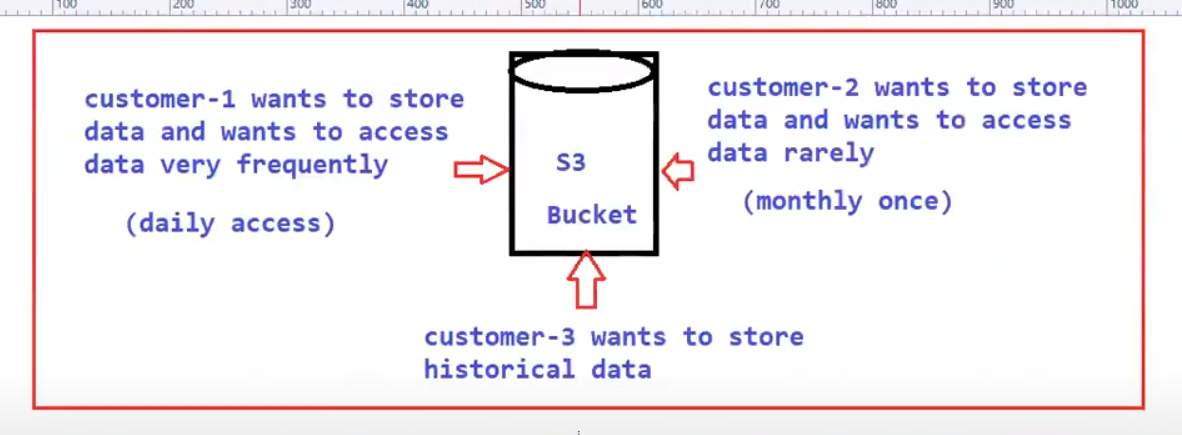 100 200 300 400 500 600 700 800 900 1000
customer-1 wants to store
data and wants to access
data very frequently
(daily access)
S3
Bucket
customer-2 wants to store
data and wants to access
data rarely
(monthly once)
customer-3 wants to store
historical data